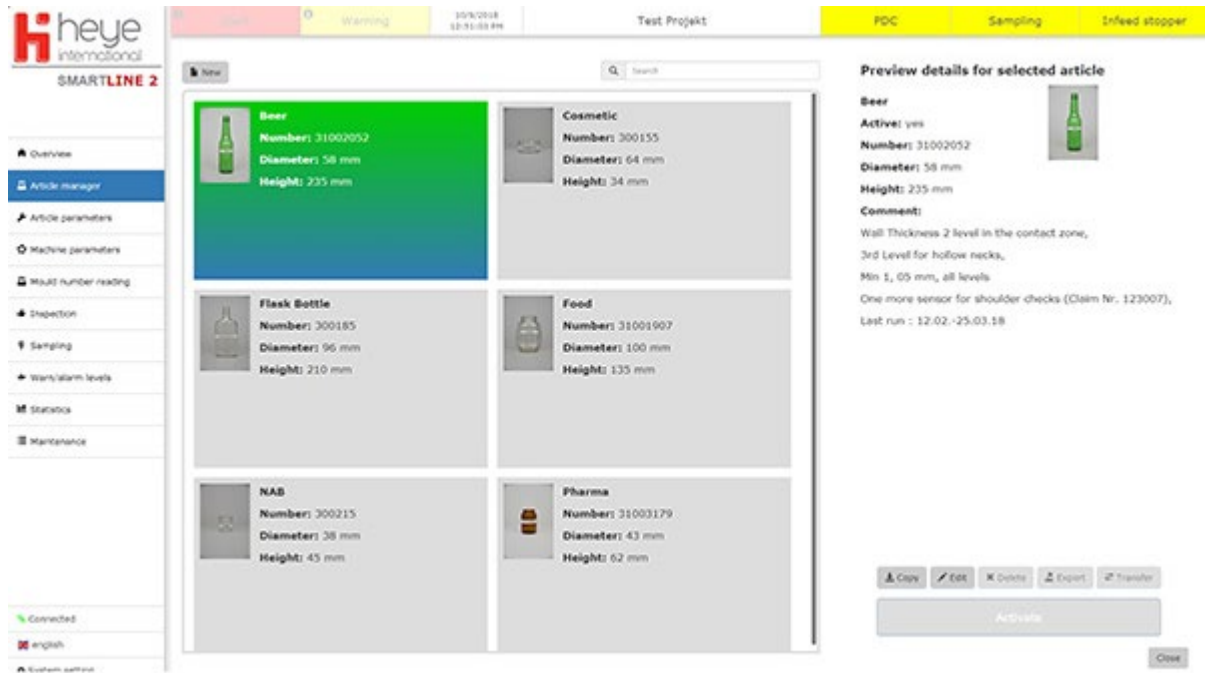 heye
international
SMARTLINE 2
Overview
Article manager
Article parameters
Machine parameters
Mould number reading
Inspection
Sampling
Warn/alarm levels
Statistics
Maintenance
Connected
english
System setting
Warning
10/9/2018
Test Projekt
PDC
Sampling
Infeed stopper
New
Search
Beer
Number: 31002052
Diameter: 58 mm
Height: 235 mm
Cosmetic
Number: 300155
Diameter: 64 mm
Height: 34 mm
Flask Bottle
Number: 300185
Diameter: 96 mm
Height: 210 mm
Food
Number: 31001907
Diameter: 100 mm
Height: 135 mm
NAB
Number: 300215
Diameter: 38 mm
Height: 45 mm
Pharma
Number: 31003179
Diameter: 43 mm
Height: 62 mm
Preview details for selected article
Beer
Active: yes
Number: 31002052
Diameter: 58 mm
Height: 235 mm
Comment:
Wall Thickness 2 level in the contact zone,
3rd Level for hollow necks,
Min 1, 05 mm, all levels
One more sensor for shoulder checks (Claim Nr. 123007),
Last run : 12.02.-25.03.18
Copy
Edit
Delete
Export
Transfer
Activate
Close